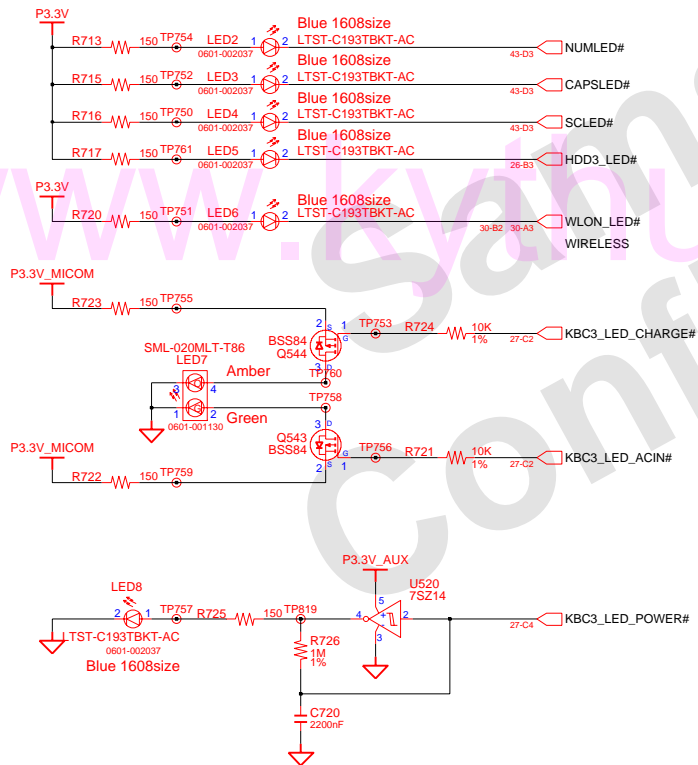 P3.3V
R713 150 TP754 LED2 1 2 Blue 1608size
0601-002037 LTST-C193TBKT-AC 43-D3 NUMLED#
R715 150 TP752 LED3 1 2 Blue 1608size
0601-002037 LTST-C193TBKT-AC 43-D3 CAPSLED#
R716 150 TP750 LED4 1 2 Blue 1608size
0601-002037 LTST-C193TBKT-AC 43-D3 SCLED#
R717 150 TP761 LED5 1 2 Blue 1608size
0601-002037 LTST-C193TBKT-AC 26-B3 HDD3_LED#
P3.3V
R720 150 TP751 LED6 1 2 Blue 1608size
0601-002037 LTST-C193TBKT-AC 30-B2 30-A3 WLON_LED#
WIRELESS
www.kythu
Sams
Confi
P3.3V_MICOM
R723 150 TP755
2 S 1 G TP753 R724 10K
1% 27-C2 KBC3_LED_CHARGE#
BSS84
Q544
3 D
TP760
SML-020MLT-T86
LED7
3 4 Amber
1 2 Green
0601-001130
TP758
3 D
Q543
BSS84
G 1 TP756 R721 10K
1% 27-C2 KBC3_LED_ACIN#
2 S
P3.3V_MICOM
R722 150 TP759
P3.3V_AUX
U520
7SZ14
5
LED8
2 1 TP757 R725 150 TP819 4 + - 2 27-C4 KBC3_LED_POWER#
3
LTST-C193TBKT-AC
0601-002037
Blue 1608size
R726
1M
1%
C720
2200nF